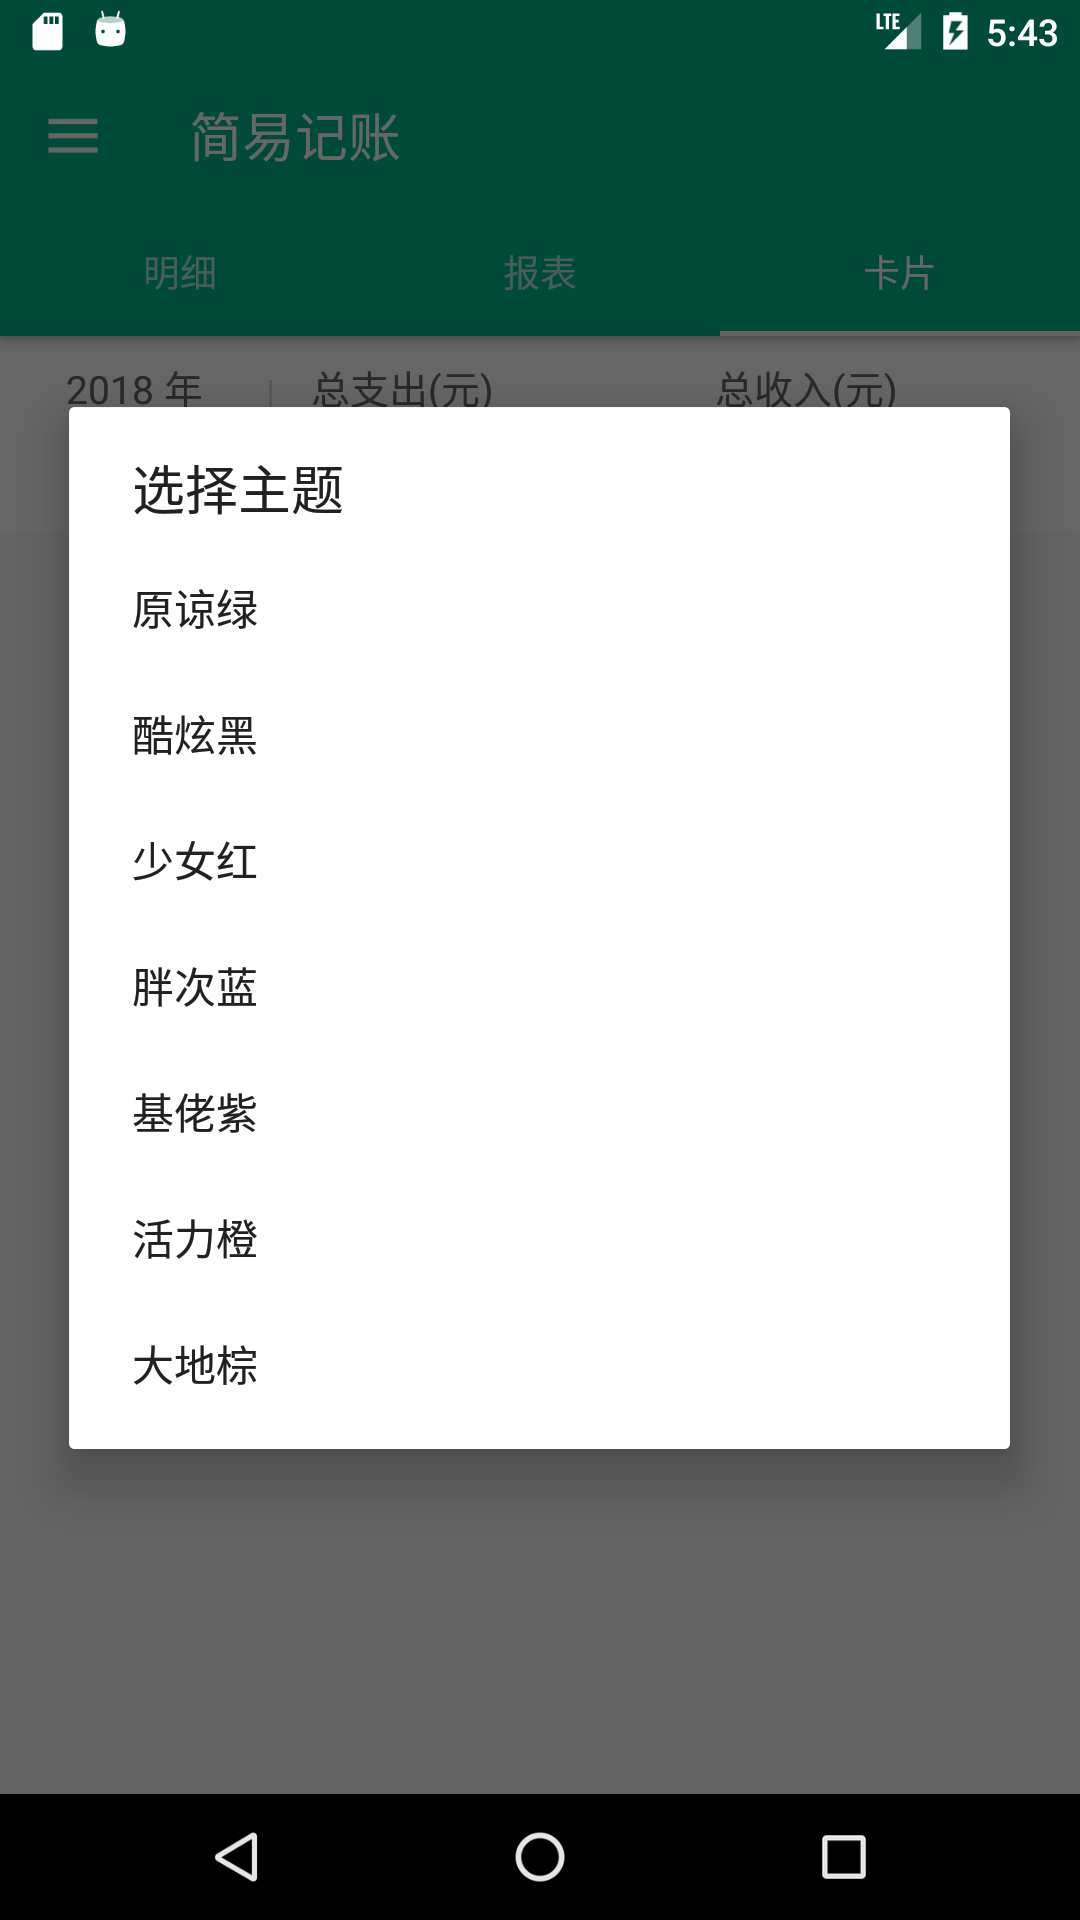 LTE 5:43
简易记账
明细 报表 卡片
2018 年 总支出(元) 总收入(元)
选择主题
原谅绿
酷炫黑
少女红
胖次蓝
基佬紫
活力橙
大地棕